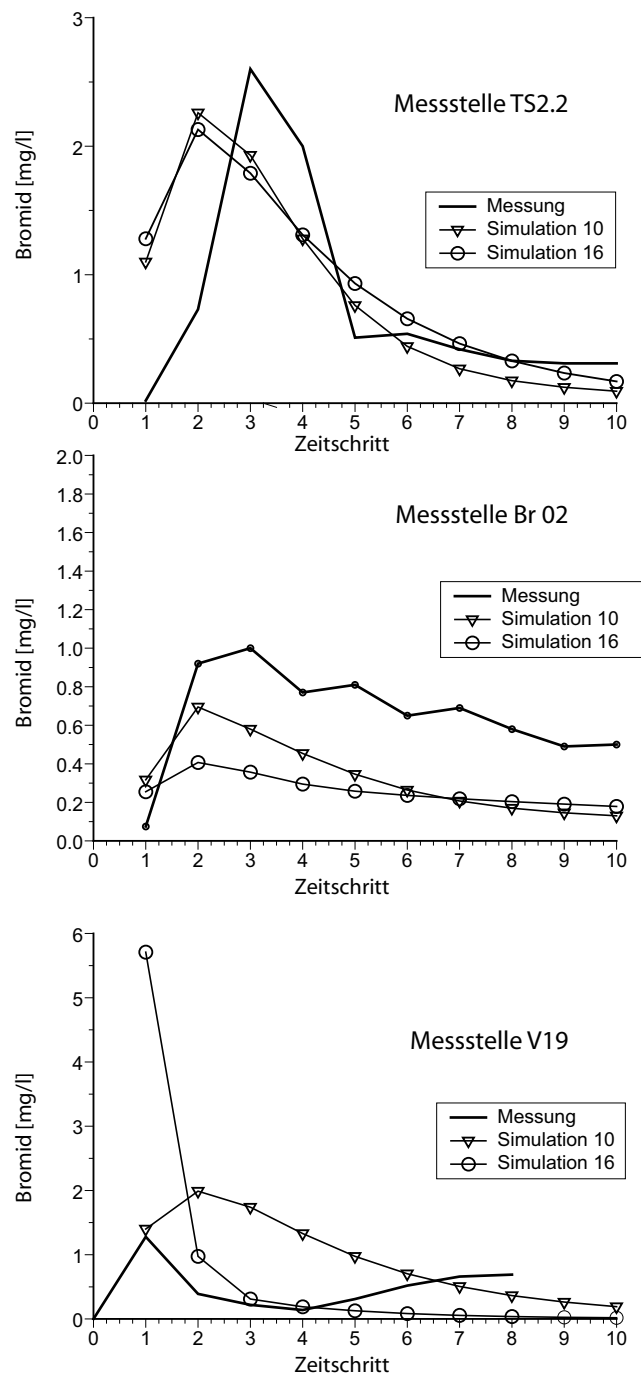 3
Messstelle TS2.2
2
Bromid [mg/l]
Messung
Simulation 10
Simulation 16
1
0
0 1 2 3 4 5 6 7 8 9 10
Zeitschritt
2.0
1.8
Messstelle Br 02
1.6
1.4
Bromid [mg/l]
1.2
Messung
Simulation 10
1.0
Simulation 16
0.8
0.6
0.4
0.2
0.0
0 1 2 3 4 5 6 7 8 9 10
Zeitschritt
6
5
Messstelle V19
4
Bromid [mg/l]
3
Messung
Simulation 10
Simulation 16
2
1
0
0 1 2 3 4 5 6 7 8 9 10
Zeitschritt